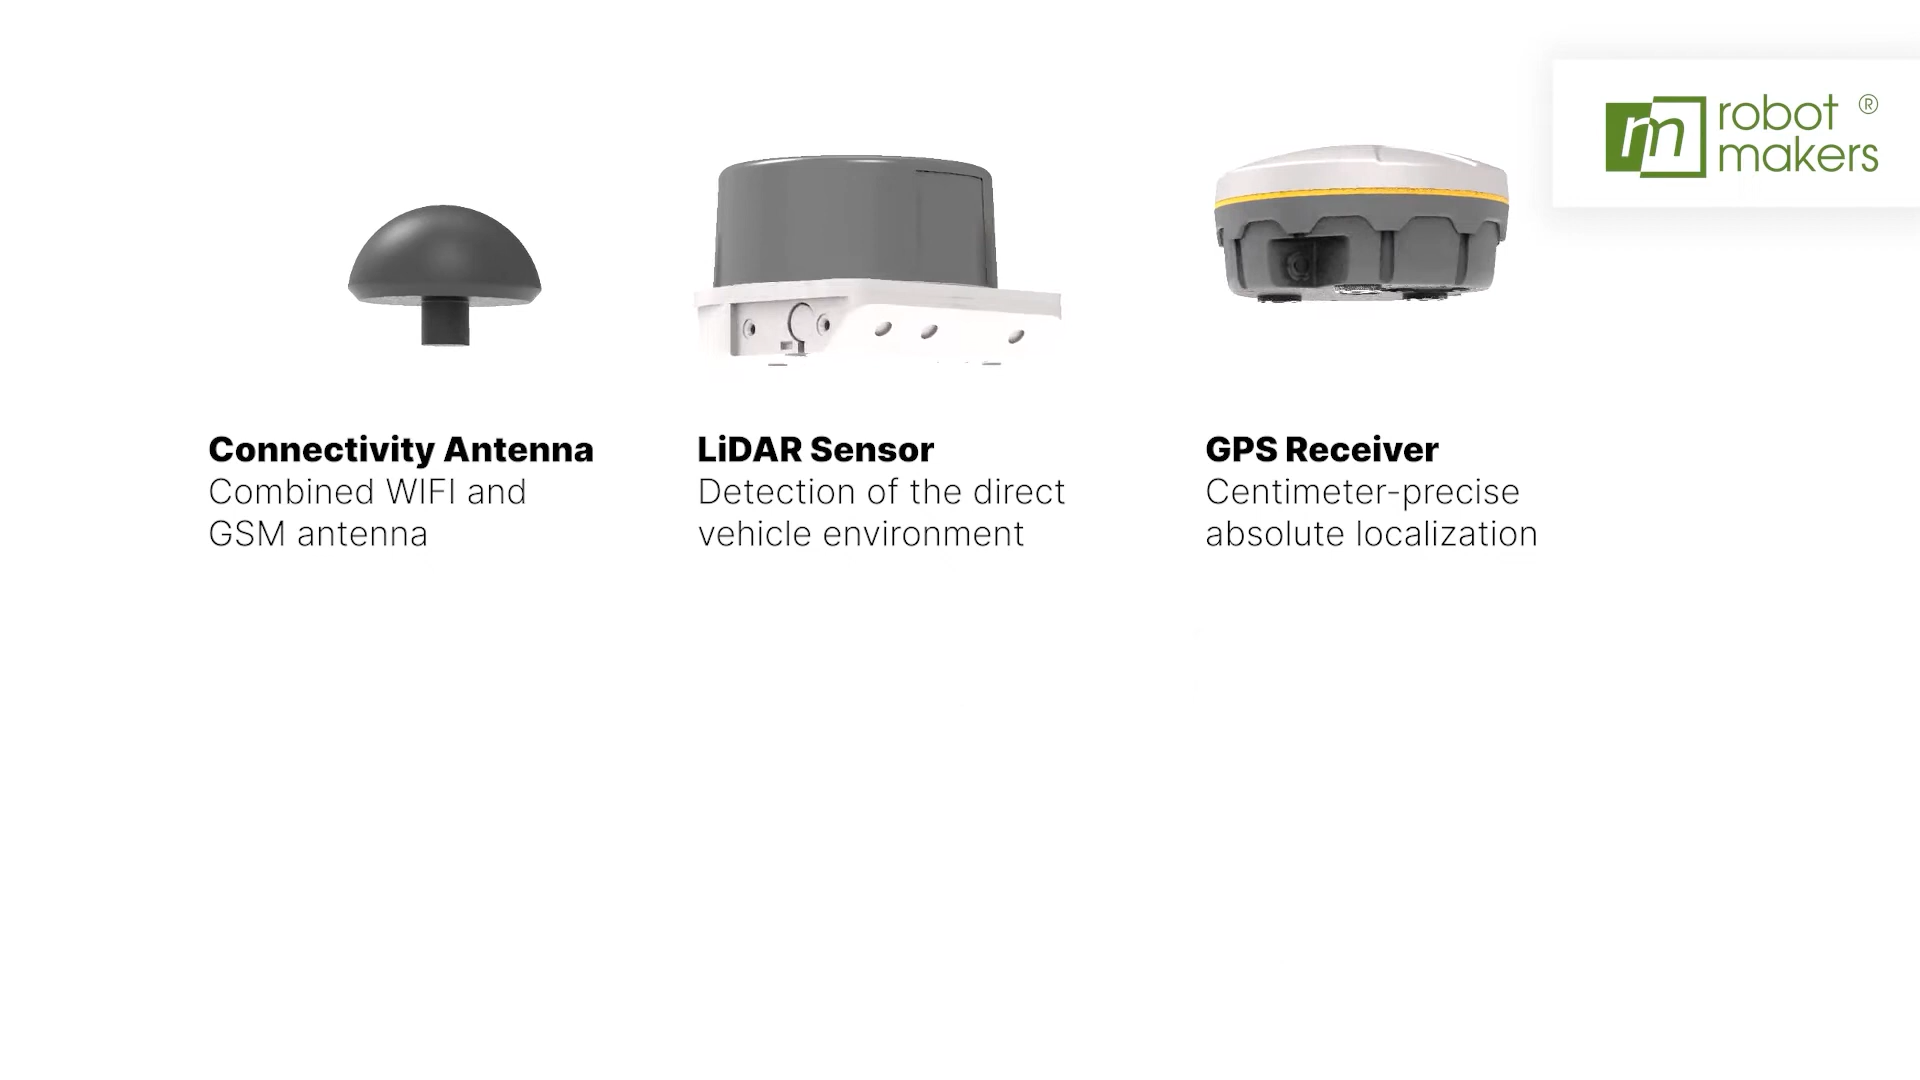 robot ®
makers
Connectivity Antenna
Combined WIFI and
GSM antenna
LiDAR Sensor
Detection of the direct
vehicle environment
GPS Receiver
Centimeter-precise
absolute localization